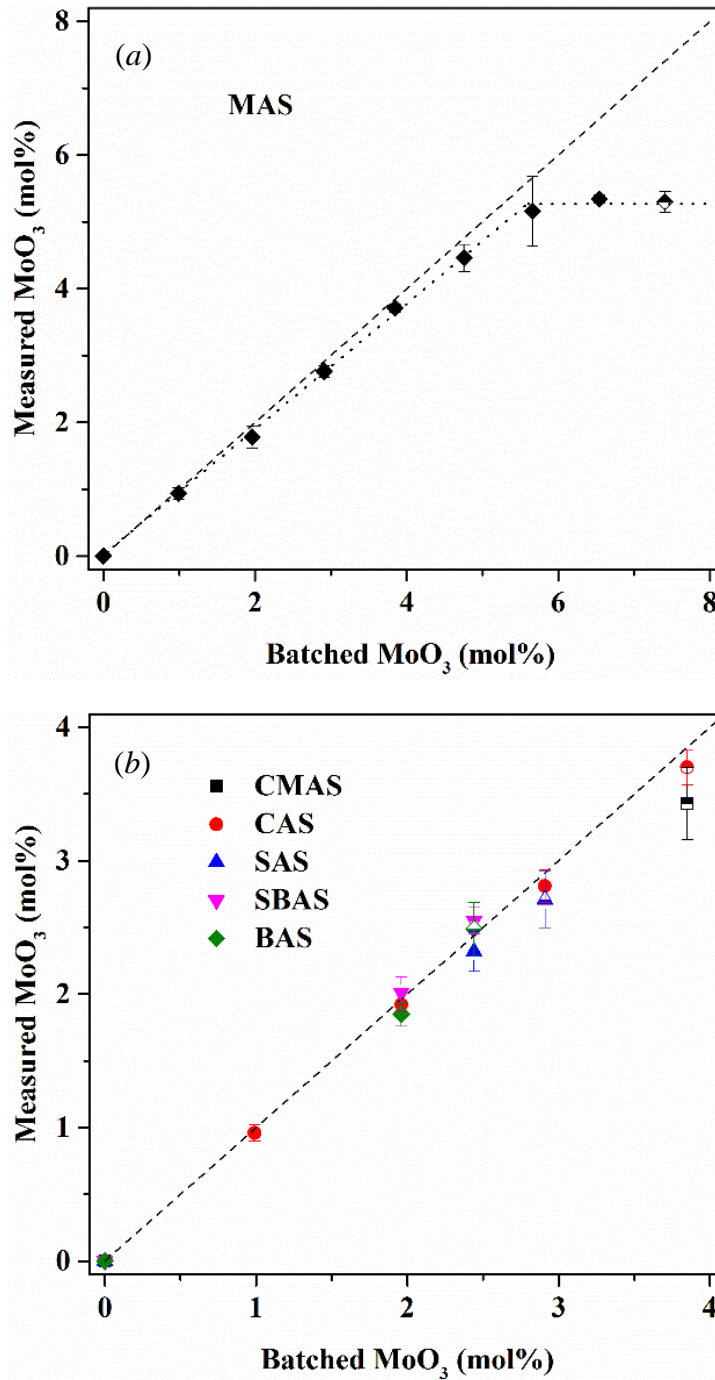 (a)
MAS
8
6
4
2
0
Measured MoO₃ (mol%)
0 2 4 6 8
Batched MoO₃ (mol%)
(b)
CMAS
CAS
SAS
SBAS
BAS
4
3
2
1
0
Measured MoO₃ (mol%)
0 1 2 3 4
Batched MoO₃ (mol%)